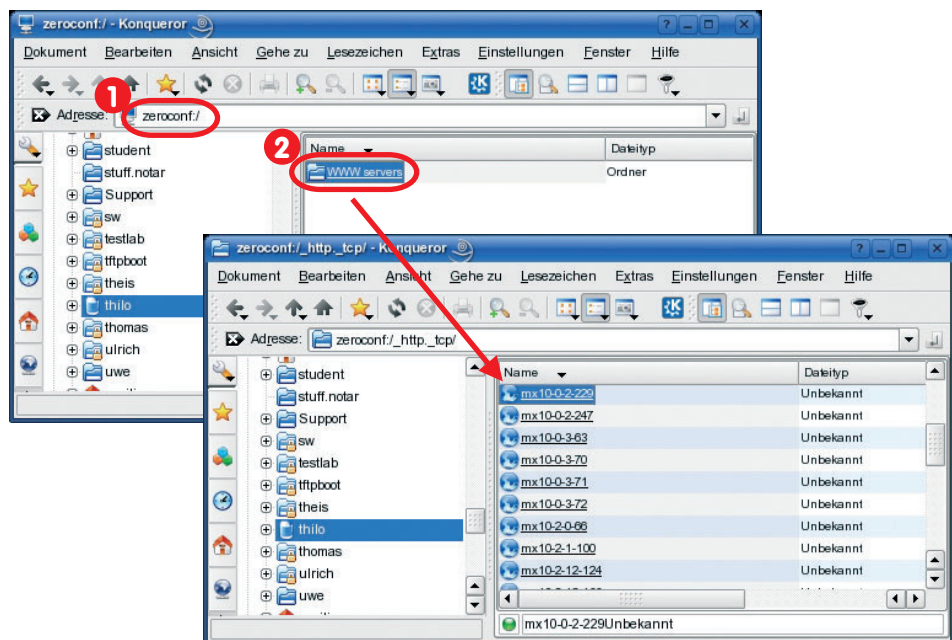 zeroconf:/ - Konqueror
Dokument Bearbeiten Ansicht Gehe zu Lesezeichen Extras Einstellungen Fenster Hilfe
1
Adresse: zeroconf:/
student
stuff.notar
Support
sw
testlab
tftpboot
theis
thilo
thomas
ulrich
uwe
2
Name Dateityp
WWW servers Ordner
zeroconf:/_http._tcp/ - Konqueror
Dokument Bearbeiten Ansicht Gehe zu Lesezeichen Extras Einstellungen Fenster Hilfe
Adresse: zeroconf:/_http._tcp/
student
stuff.notar
Support
sw
testlab
tftpboot
theis
thilo
thomas
ulrich
uwe
Name Dateityp
mx10-0-2-229 Unbekannt
mx10-0-2-247 Unbekannt
mx10-0-3-63 Unbekannt
mx10-0-3-70 Unbekannt
mx10-0-3-71 Unbekannt
mx10-0-3-72 Unbekannt
mx10-2-0-66 Unbekannt
mx10-2-1-100 Unbekannt
mx10-2-12-124 Unbekannt
mx10-0-2-229Unbekannt